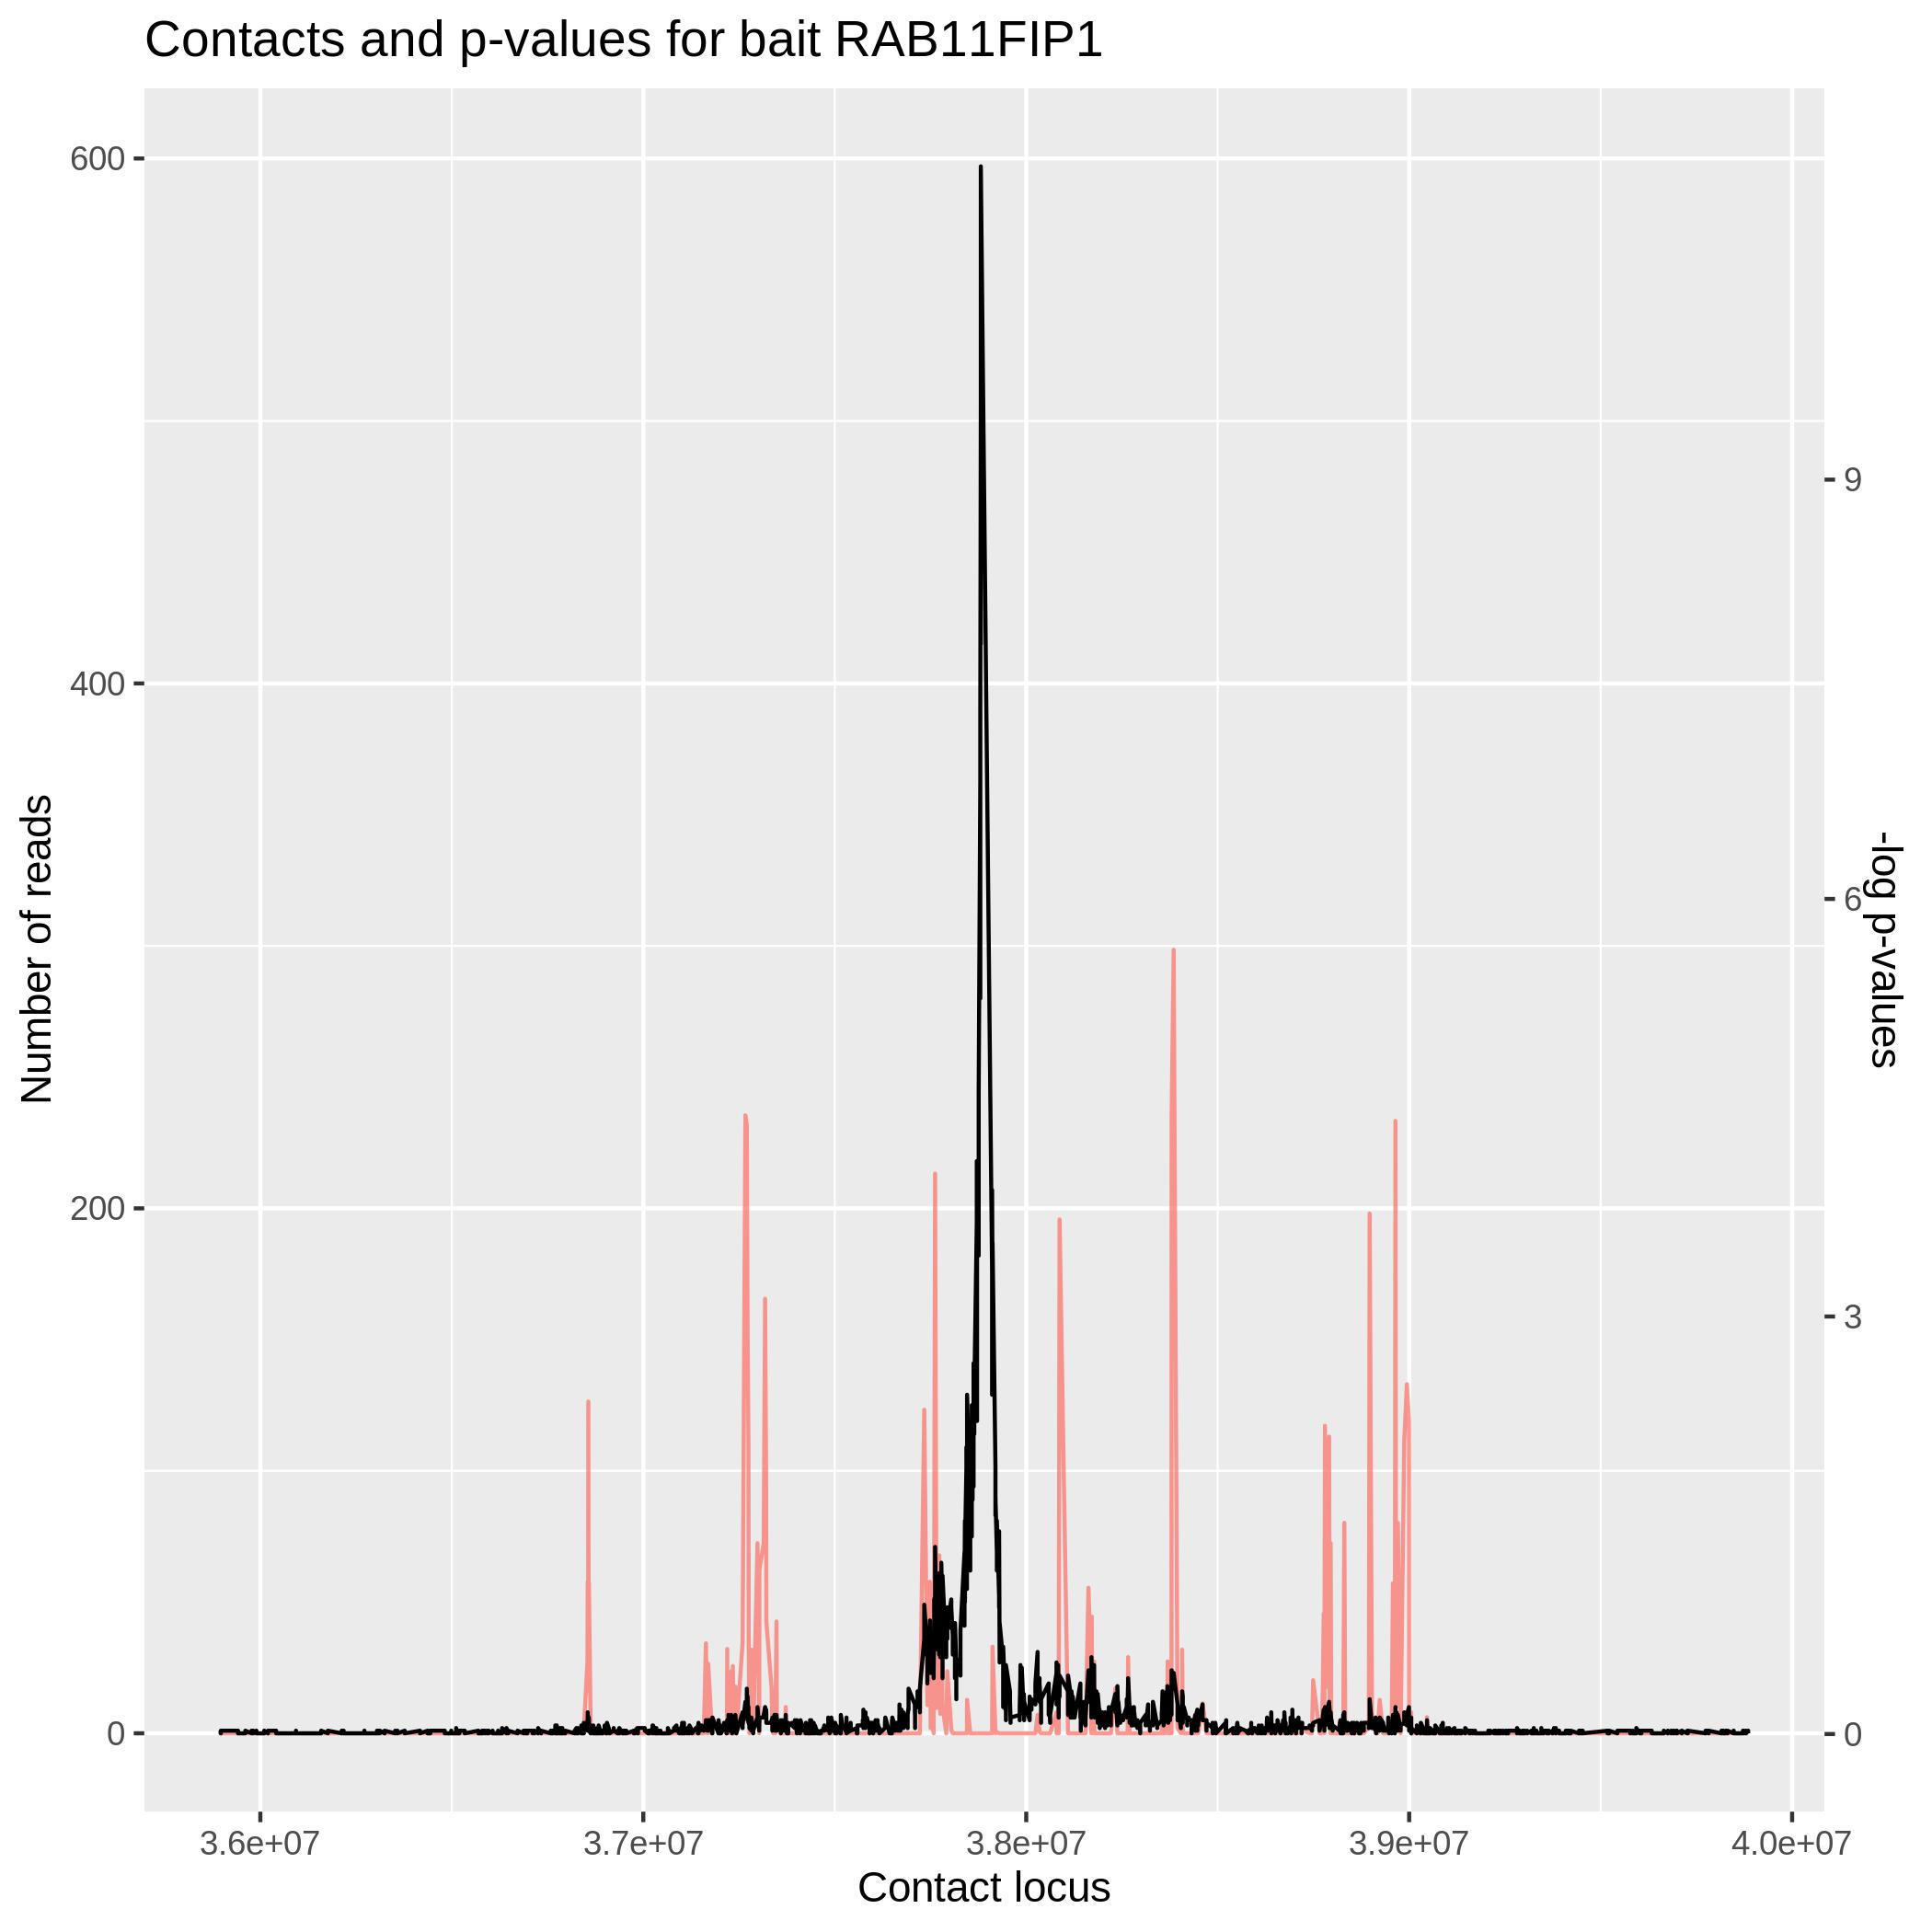 Contacts and p-values for bait RAB11FIP1
Number of reads
600
400
200
0
9
6
3
0
-log p-values
3.6e+07 3.7e+07 3.8e+07 3.9e+07 4.0e+07
Contact locus